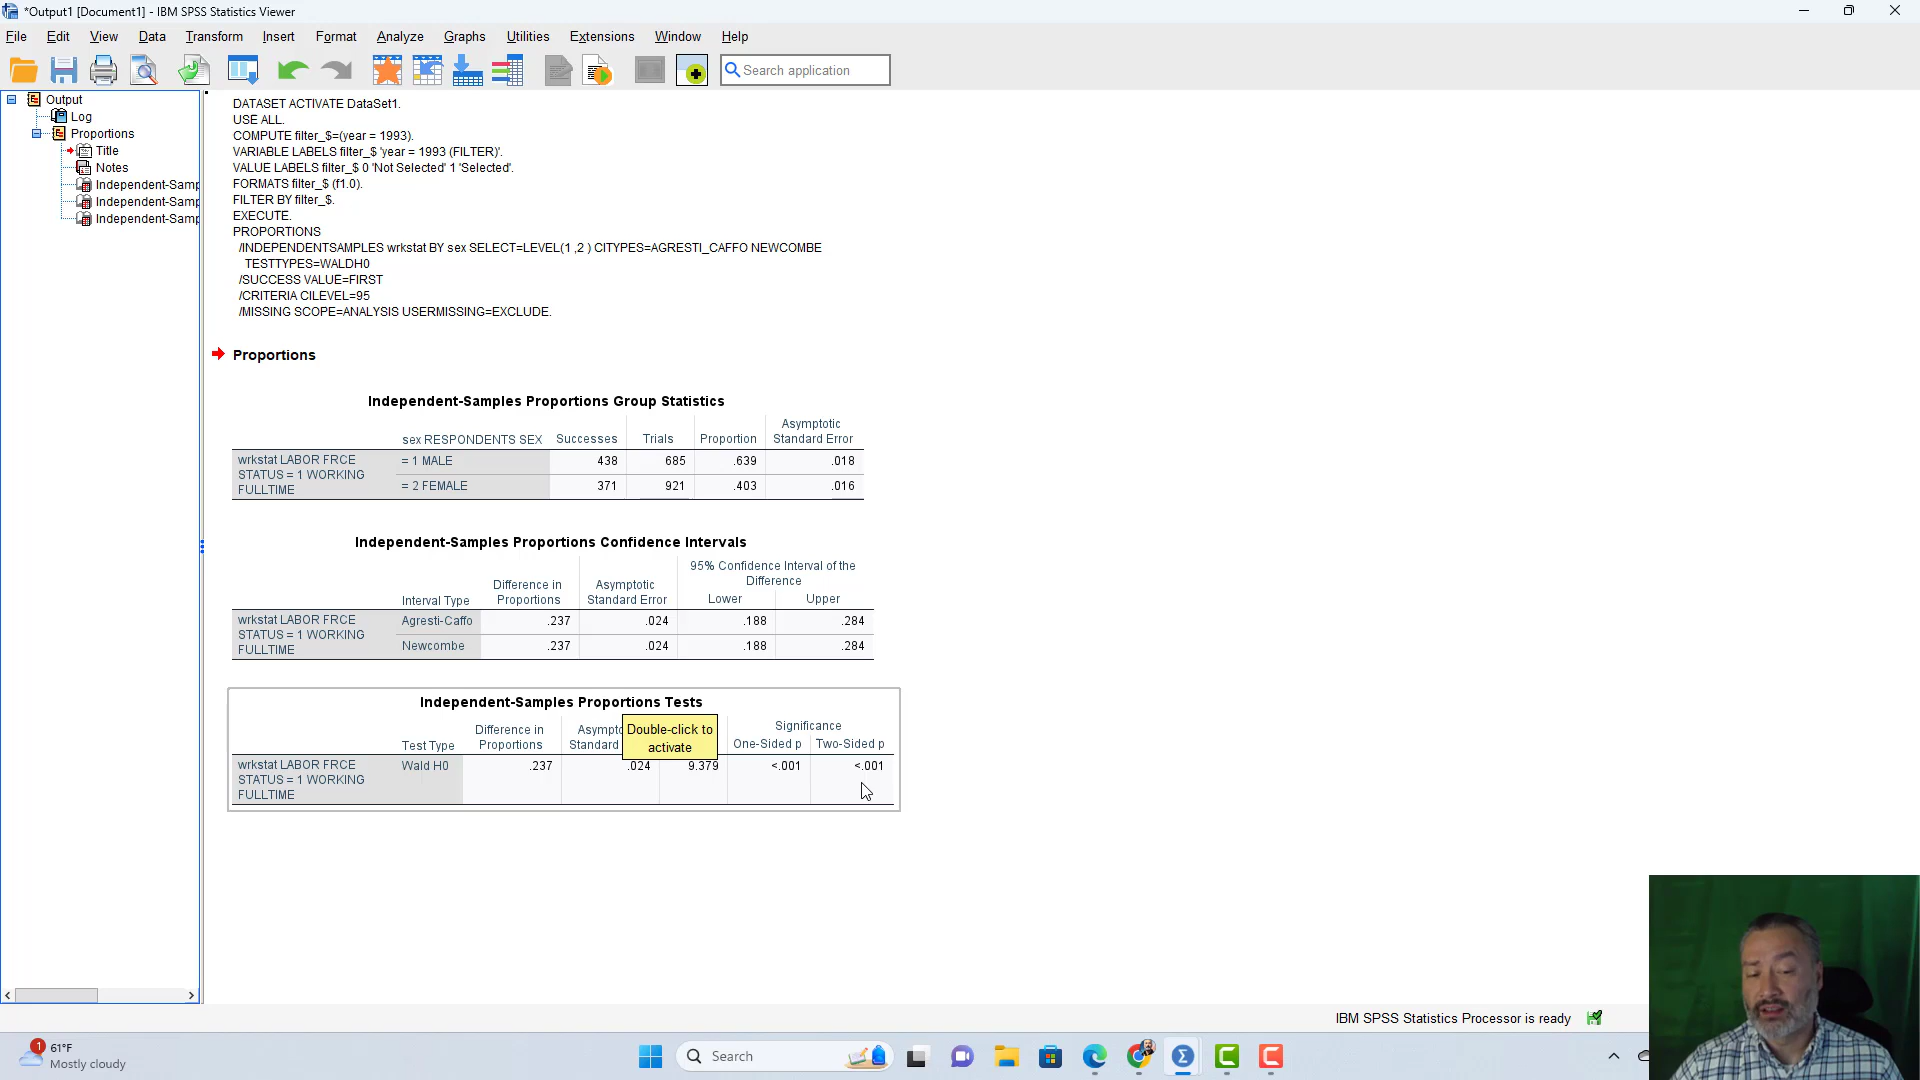 *Output1 [Document1] - IBM SPSS Statistics Viewer
File Edit View Data Transform Insert Format Analyze Graphs Utilities Extensions Window Help
Search application
Output
Log
Proportions
Title
Notes
Independent-Samp
Independent-Samp
Independent-Samp
DATASET ACTIVATE DataSet1.
USE ALL.
COMPUTE filter_$=(year = 1993).
VARIABLE LABELS filter_$ 'year = 1993 (FILTER)'.
VALUE LABELS filter_$ 0 'Not Selected' 1 'Selected'.
FORMATS filter_$ (f1.0).
FILTER BY filter_$.
EXECUTE.
PROPORTIONS
/INDEPENDENTSAMPLES wrkstat BY sex SELECT=LEVEL(1 ,2 ) CITYPES=AGRESTI_CAFFO NEWCOMBE
TESTTYPES=WALDH0
/SUCCESS VALUE=FIRST
/CRITERIA CILEVEL=95
/MISSING SCOPE=ANALYSIS USERMISSING=EXCLUDE.
Proportions
Independent-Samples Proportions Group Statistics
Asymptotic
sex RESPONDENTS SEX Successes Trials Proportion Standard Error
wrkstat LABOR FRCE = 1 MALE 438 685 .639 .018
STATUS = 1 WORKING
FULLTIME = 2 FEMALE 371 921 .403 .016
Independent-Samples Proportions Confidence Intervals
95% Confidence Interval of the
Difference in Asymptotic Difference
Interval Type Proportions Standard Error Lower Upper
wrkstat LABOR FRCE Agresti-Caffo .237 .024 .188 .284
STATUS = 1 WORKING
FULLTIME Newcombe .237 .024 .188 .284
Independent-Samples Proportions Tests
Difference in Asympto Double-click to Significance
Test Type Proportions Standard activate One-Sided p Two-Sided p
wrkstat LABOR FRCE Wald H0 .237 .024 9.379 <.001 <.001
STATUS = 1 WORKING
FULLTIME
IBM SPSS Statistics Processor is ready
1
61°F
Mostly cloudy
Search